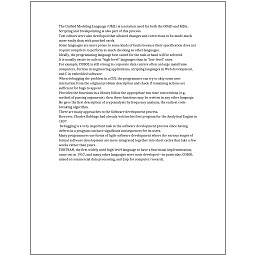 The Unified Modeling Language (UML) is a notation used for both the OOAD and MDA.
Scripting and breakpointing is also part of this process.
Text editors were also developed that allowed changes and corrections to be made much
more easily than with punched cards.
Some languages are more prone to some kinds of faults because their specification does not
require compilers to perform as much checking as other languages.
Ideally, the programming language best suited for the task at hand will be selected.
It is usually easier to code in "high-level" languages than in "low-level" ones.
For example, COBOL is still strong in corporate data centers often on large mainframe
computers, Fortran in engineering applications, scripting languages in Web development,
and C in embedded software.
When debugging the problem in a GUI, the programmer can try to skip some user
interaction from the original problem description and check if remaining actions are
sufficient for bugs to appear.
Provided the functions in a library follow the appropriate run-time conventions (e.g.,
method of passing arguments), then these functions may be written in any other language.
He gave the first description of cryptanalysis by frequency analysis, the earliest code-
breaking algorithm.
There are many approaches to the Software development process.
However, Charles Babbage had already written his first program for the Analytical Engine in
1837.
Debugging is a very important task in the software development process since having
defects in a program can have significant consequences for its users.
Many programmers use forms of Agile software development where the various stages of
formal software development are more integrated together into short cycles that take a few
weeks rather than years.
FORTRAN, the first widely used high-level language to have a functional implementation,
came out in 1957, and many other languages were soon developed—in particular, COBOL
aimed at commercial data processing, and Lisp for computer research.